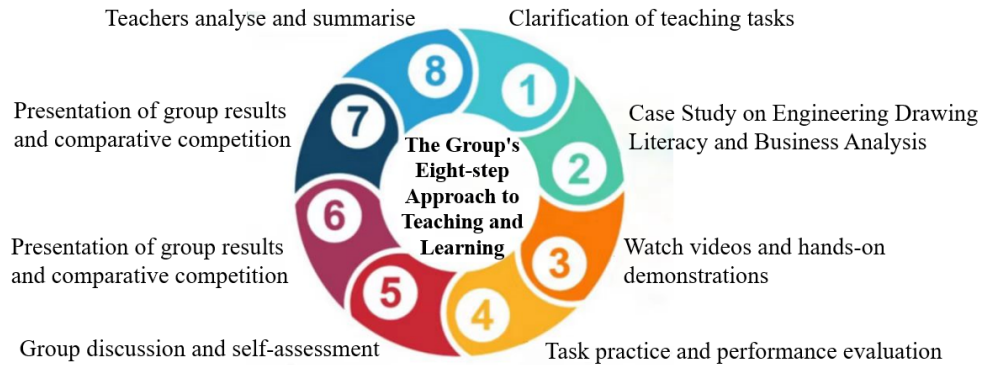 Teachers analyse and summarise
Clarification of teaching tasks
8
1
Presentation of group results
and comparative competition
7
Case Study on Engineering Drawing
Literacy and Business Analysis
2
The Group's
Eight-step
Approach to
Teaching and
Learning
6
Presentation of group results
and comparative competition
3
Watch videos and hands-on
demonstrations
5
4
Group discussion and self-assessment
Task practice and performance evaluation